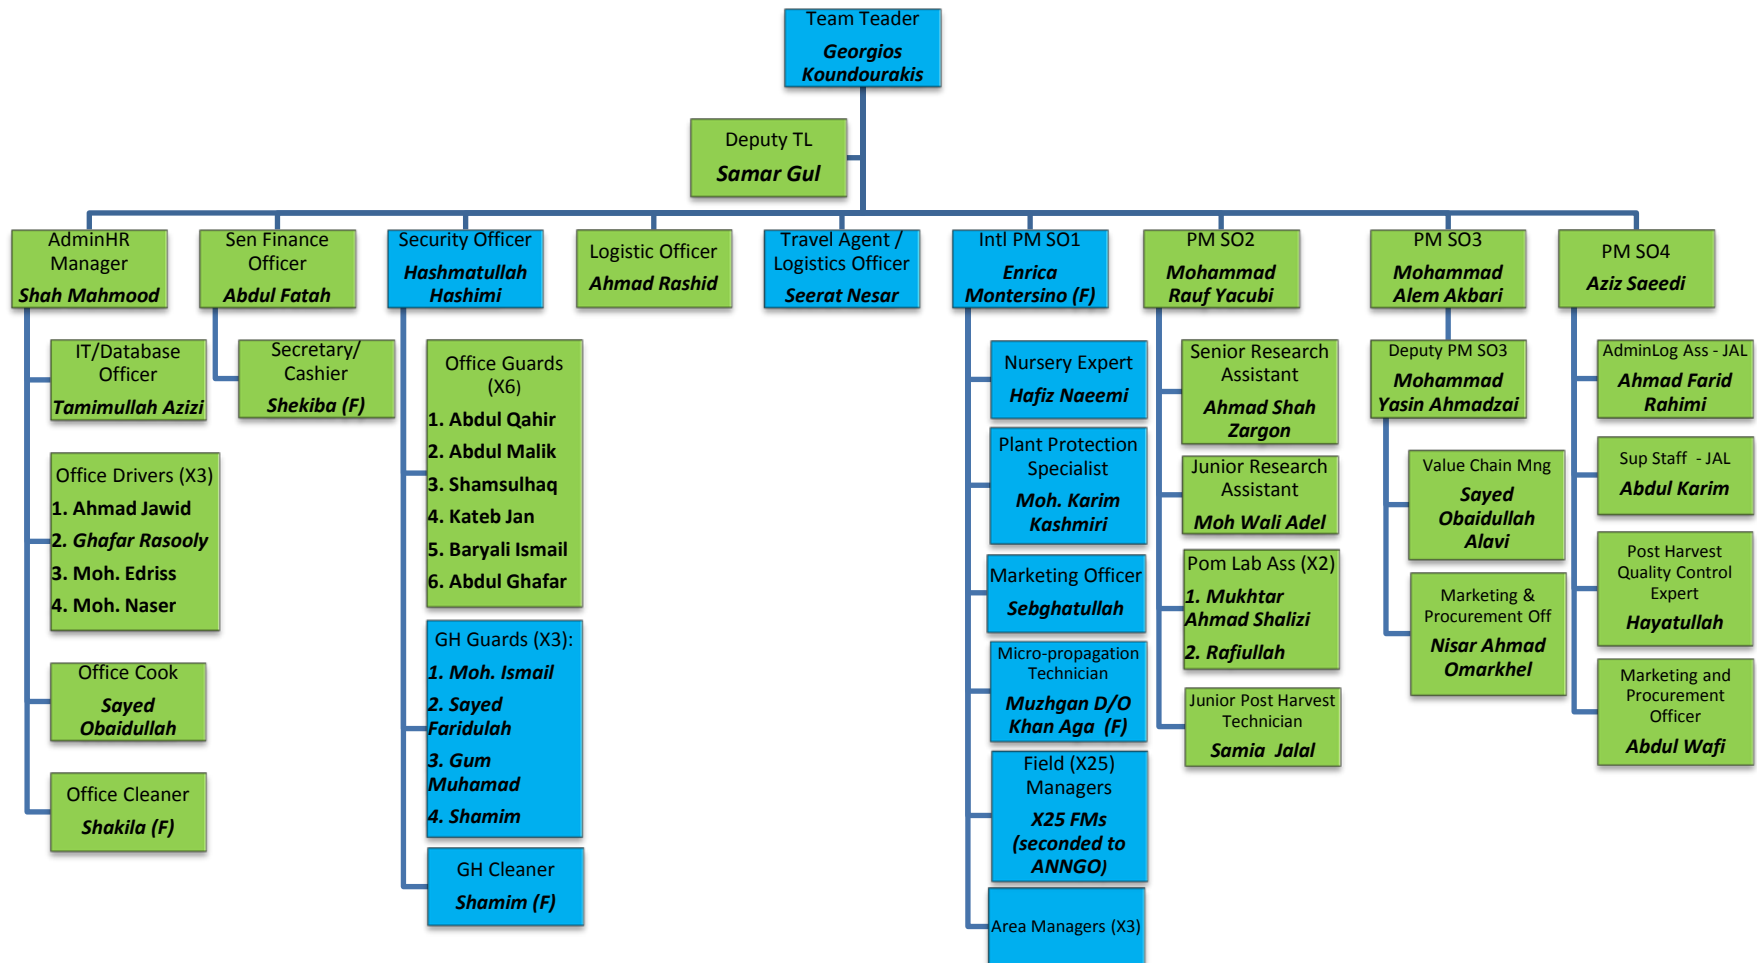 Team Teader
Georgios
Koundourakis
Deputy TL
Samar Gul
AdminHR
Manager
Shah Mahmood
Sen Finance
Officer
Abdul Fatah
Security Officer
Hashmatullah
Hashimi
Logistic Officer
Ahmad Rashid
Travel Agent /
Logistics Officer
Seerat Nesar
Intl PM SO1
Enrica
Montersino (F)
PM SO2
Mohammad
Rauf Yacubi
PM SO3
Mohammad
Alem Akbari
PM SO4
Aziz Saeedi
IT/Database
Officer
Tamimullah Azizi
Office Drivers (X3)
1. Ahmad Jawid
2. Ghafar Rasooly
3. Moh. Edriss
4. Moh. Naser
Office Cook
Sayed
Obaidullah
Office Cleaner
Shakila (F)
Secretary/
Cashier
Shekiba (F)
Office Guards
(X6)
1. Abdul Qahir
2. Abdul Malik
3. Shamsulhaq
4. Kateb Jan
5. Baryali Ismail
6. Abdul Ghafar
GH Guards (X3):
1. Moh. Ismail
2. Sayed
Faridulah
3. Gum
Muhamad
4. Shamim
GH Cleaner
Shamim (F)
Nursery Expert
Hafiz Naeemi
Plant Protection
Specialist
Moh. Karim
Kashmiri
Marketing Officer
Sebghatullah
Micro-propagation
Technician
Muzhgan D/O
Khan Aga (F)
Field (X25)
Managers
X25 FMs
(seconded to
ANNGO)
Area Managers (X3)
Senior Research
Assistant
Ahmad Shah
Zargon
Junior Research
Assistant
Moh Wali Adel
Pom Lab Ass (X2)
1. Mukhtar
Ahmad Shalizi
2. Rafiullah
Junior Post Harvest
Technician
Samia Jalal
Deputy PM SO3
Mohammad
Yasin Ahmadzai
Value Chain Mng
Sayed
Obaidullah
Alavi
Marketing &
Procurement Off
Nisar Ahmad
Omarkhel
AdminLog Ass - JAL
Ahmad Farid
Rahimi
Sup Staff - JAL
Abdul Karim
Post Harvest
Quality Control
Expert
Hayatullah
Marketing and
Procurement
Officer
Abdul Wafi